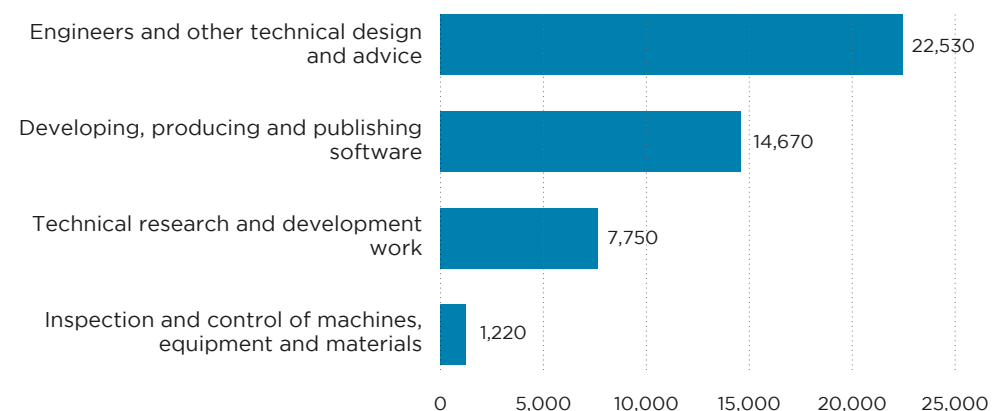 Engineers and other technical design
and advice
22,530
Developing, producing and publishing
software
14,670
Technical research and development
work
7,750
Inspection and control of machines,
equipment and materials
1,220
0 5,000 10,000 15,000 20,000 25,000